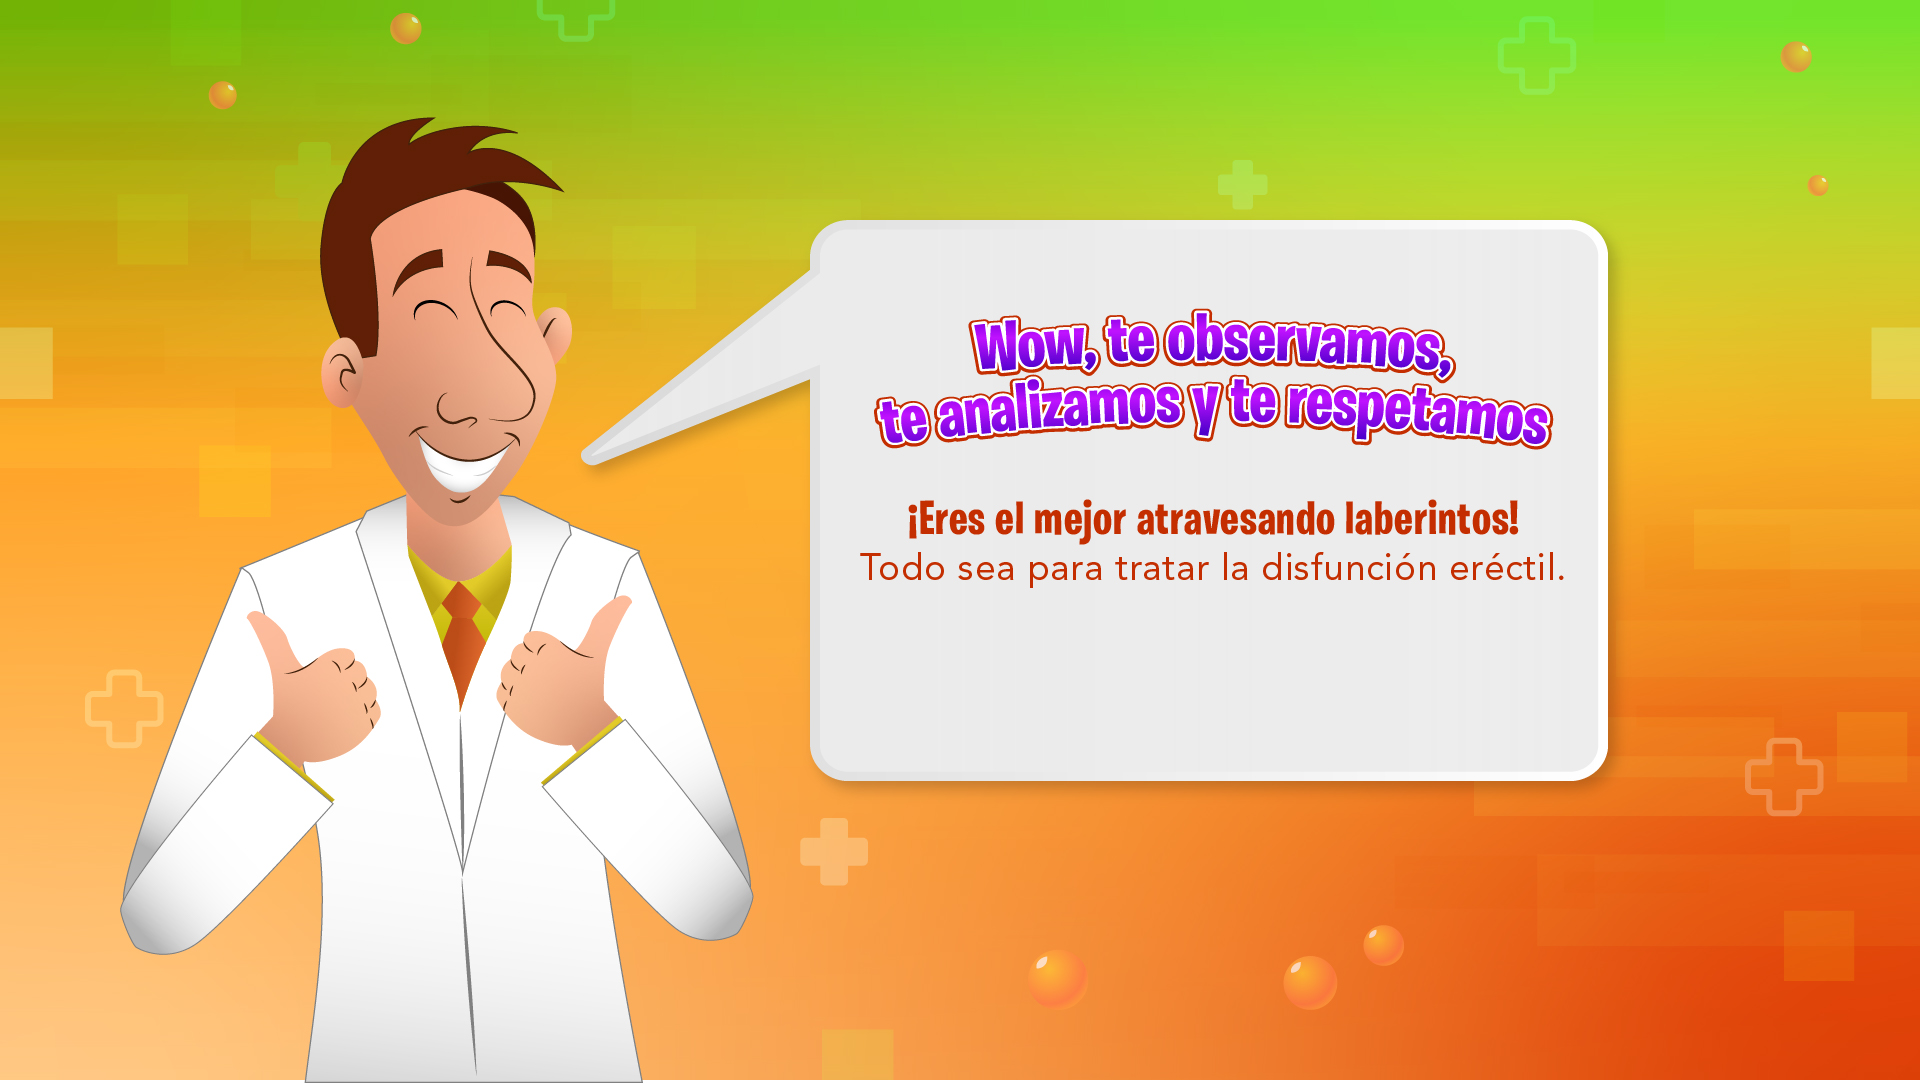 Wow, te observamos,
te analizamos y te respetamos
¡Eres el mejor atravesando laberintos!
Todo sea para tratar la disfunción eréctil.